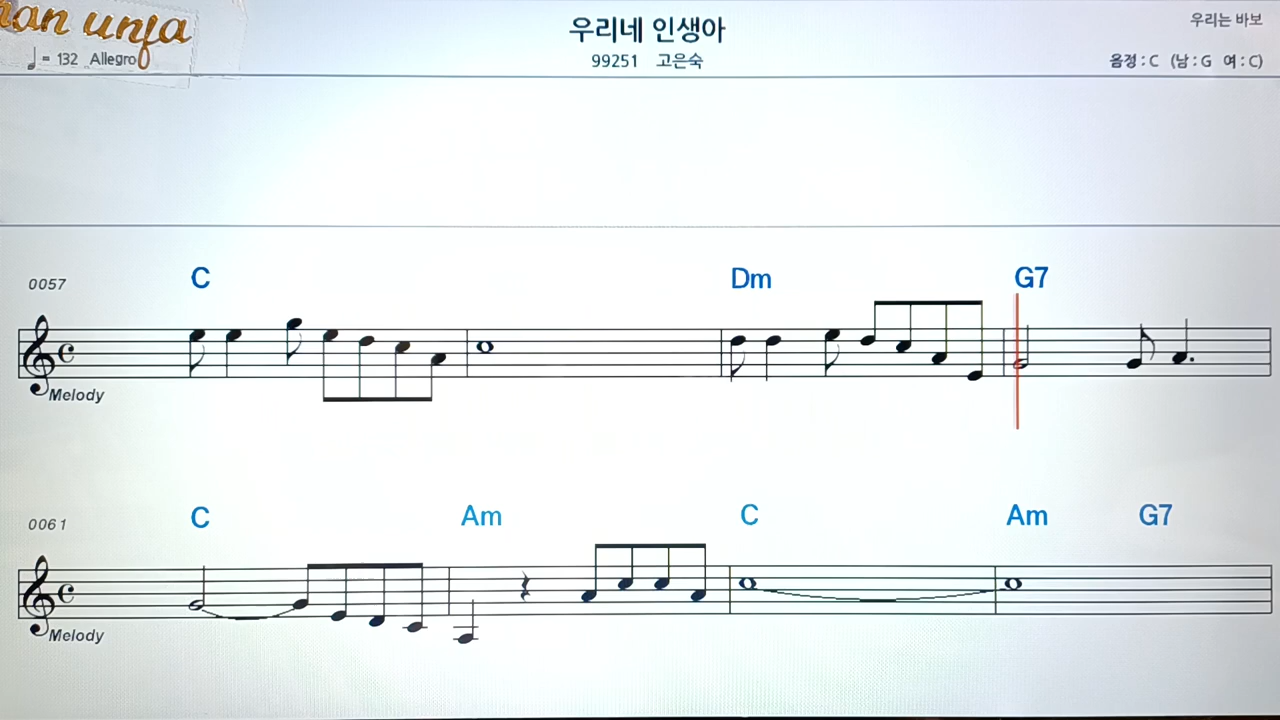 unja
우리네 인생아
우리는 바보
♩ = 132 Allegro
99251 고은숙
음정 : C (남 : G 여 : C)
0057
C Dm G7
Melody
0061
C Am C Am G7
Melody